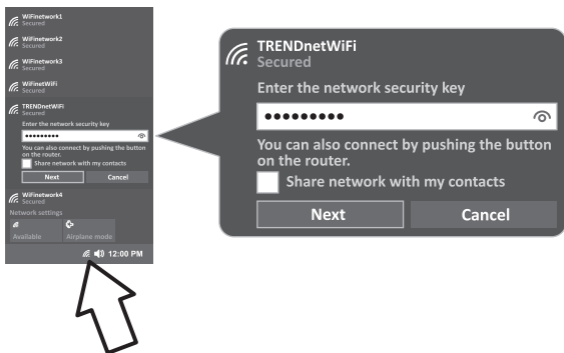 WiFinetwork1
Secured
WiFinetwork2
Secured
WiFinetwork3
Secured
WiFinetWiFi
Secured
TRENDnetWiFi
Secured
Enter the network security key
•••••••••
You can also connect by pushing the button
on the router.
Share network with my contacts
Next Cancel
WiFinetwork4
Secured
Network settings
Available Airplane mode
12:00 PM
TRENDnetWiFi
Secured
Enter the network security key
•••••••••
You can also connect by pushing the button
on the router.
Share network with my contacts
Next Cancel